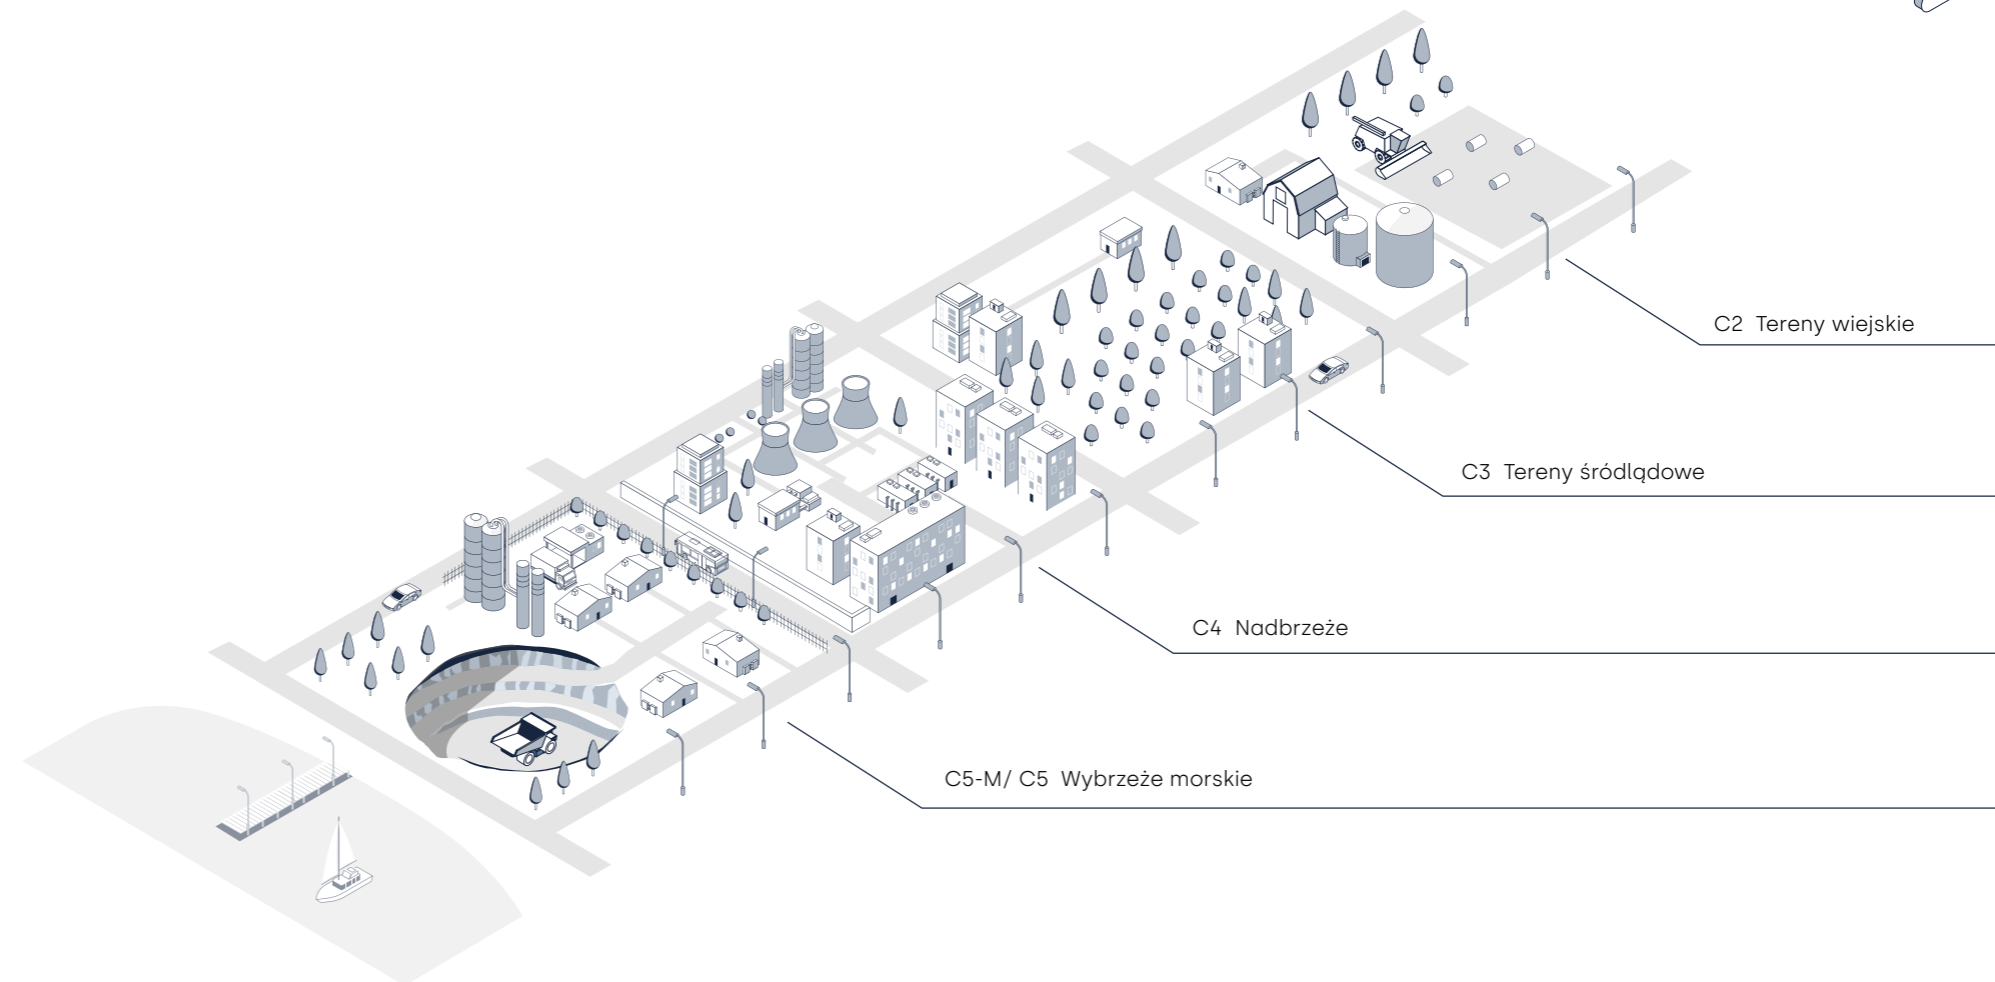 C2 Tereny wiejskie
C3 Tereny śródlądowe
C4 Nadbrzeże
C5-M/ C5 Wybrzeże morskie